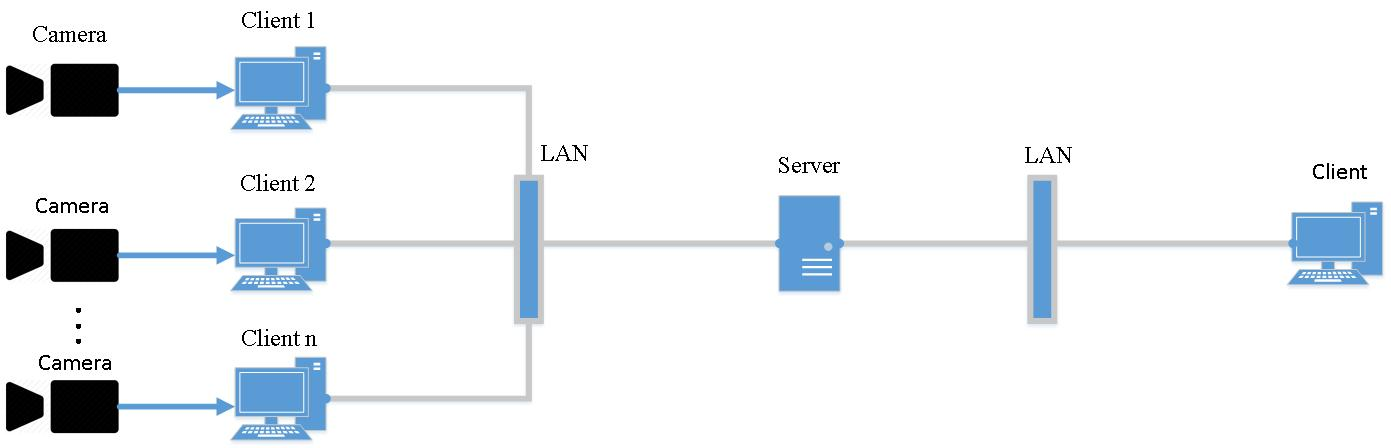 Client 1
Camera
LAN
LAN
Server
Client
Client 2
Camera
Client n
Camera